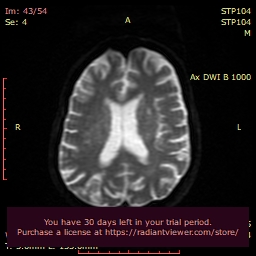 Im: 43/54
Se: 4
A
STP104
STP104
M
Ax DWI B 1000
R
L
You have 30 days left in your trial period.
Purchase a license at https://radiantviewer.com/store/